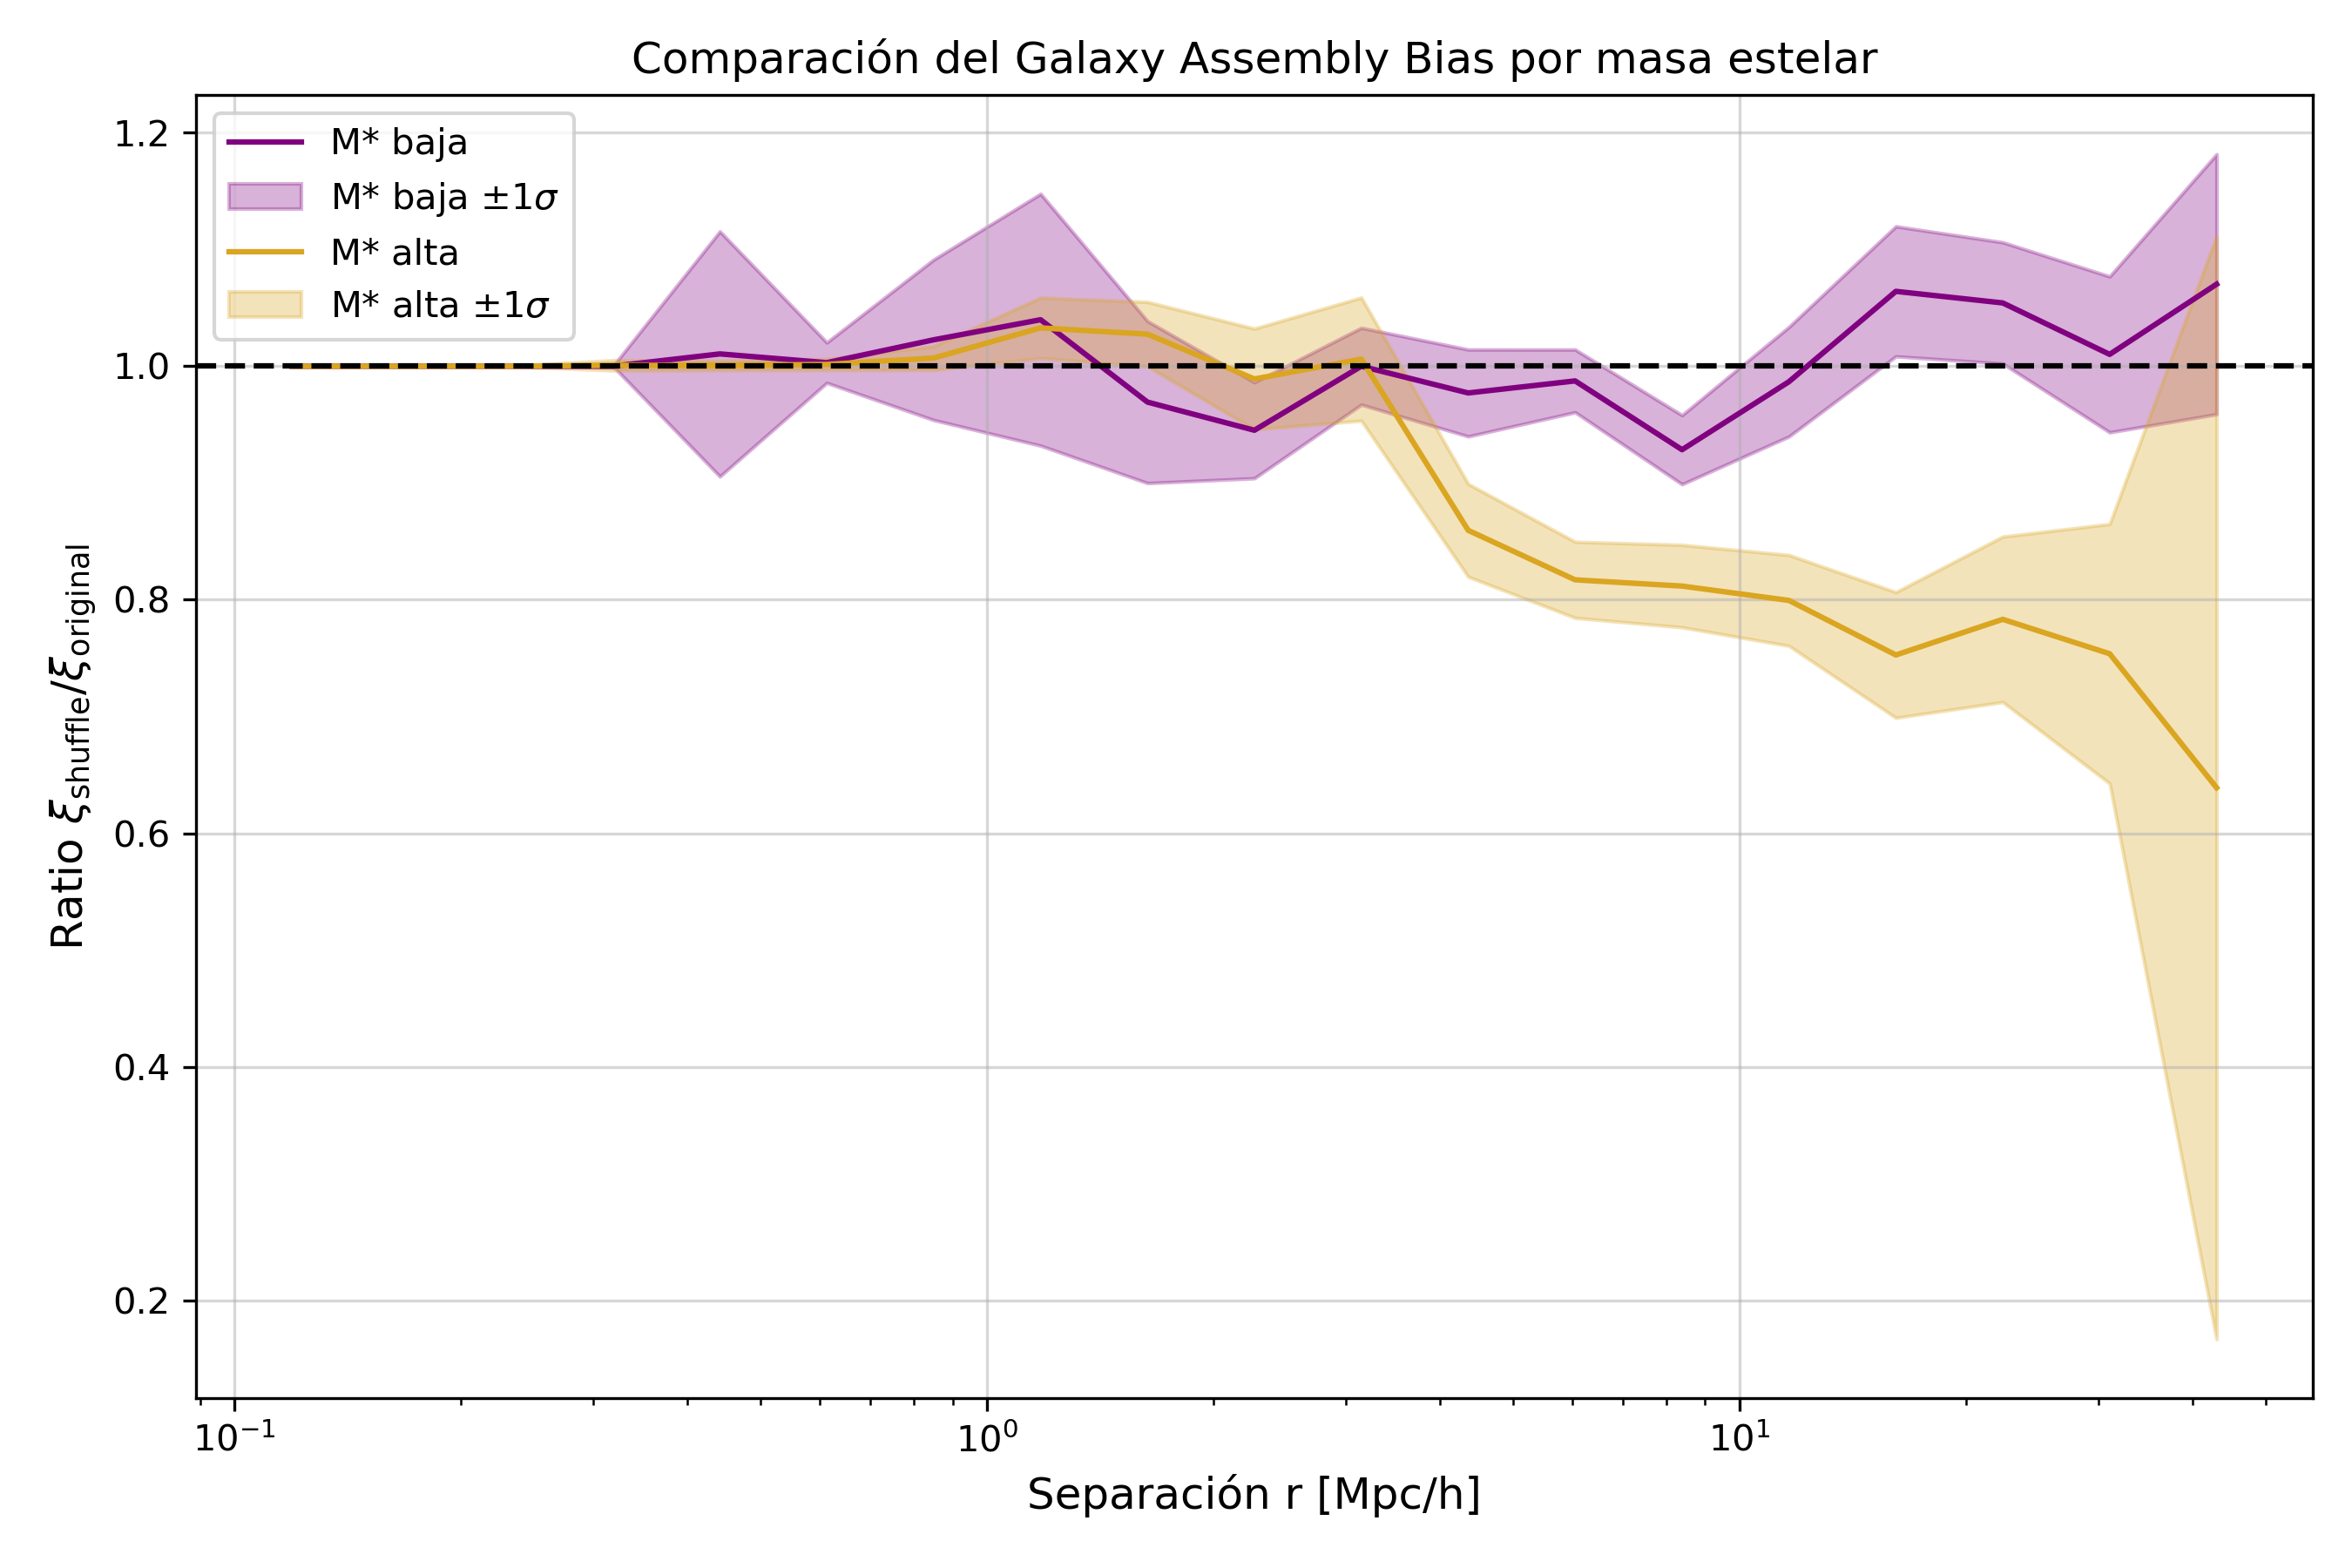 Comparación del Galaxy Assembly Bias por masa estelar
M* baja
M* baja ±1σ
M* alta
M* alta ±1σ
1.2
1.0
0.8
0.6
0.4
0.2
Ratio ξshuffle/ξoriginal
10⁻¹
10⁰
10¹
Separación r [Mpc/h]